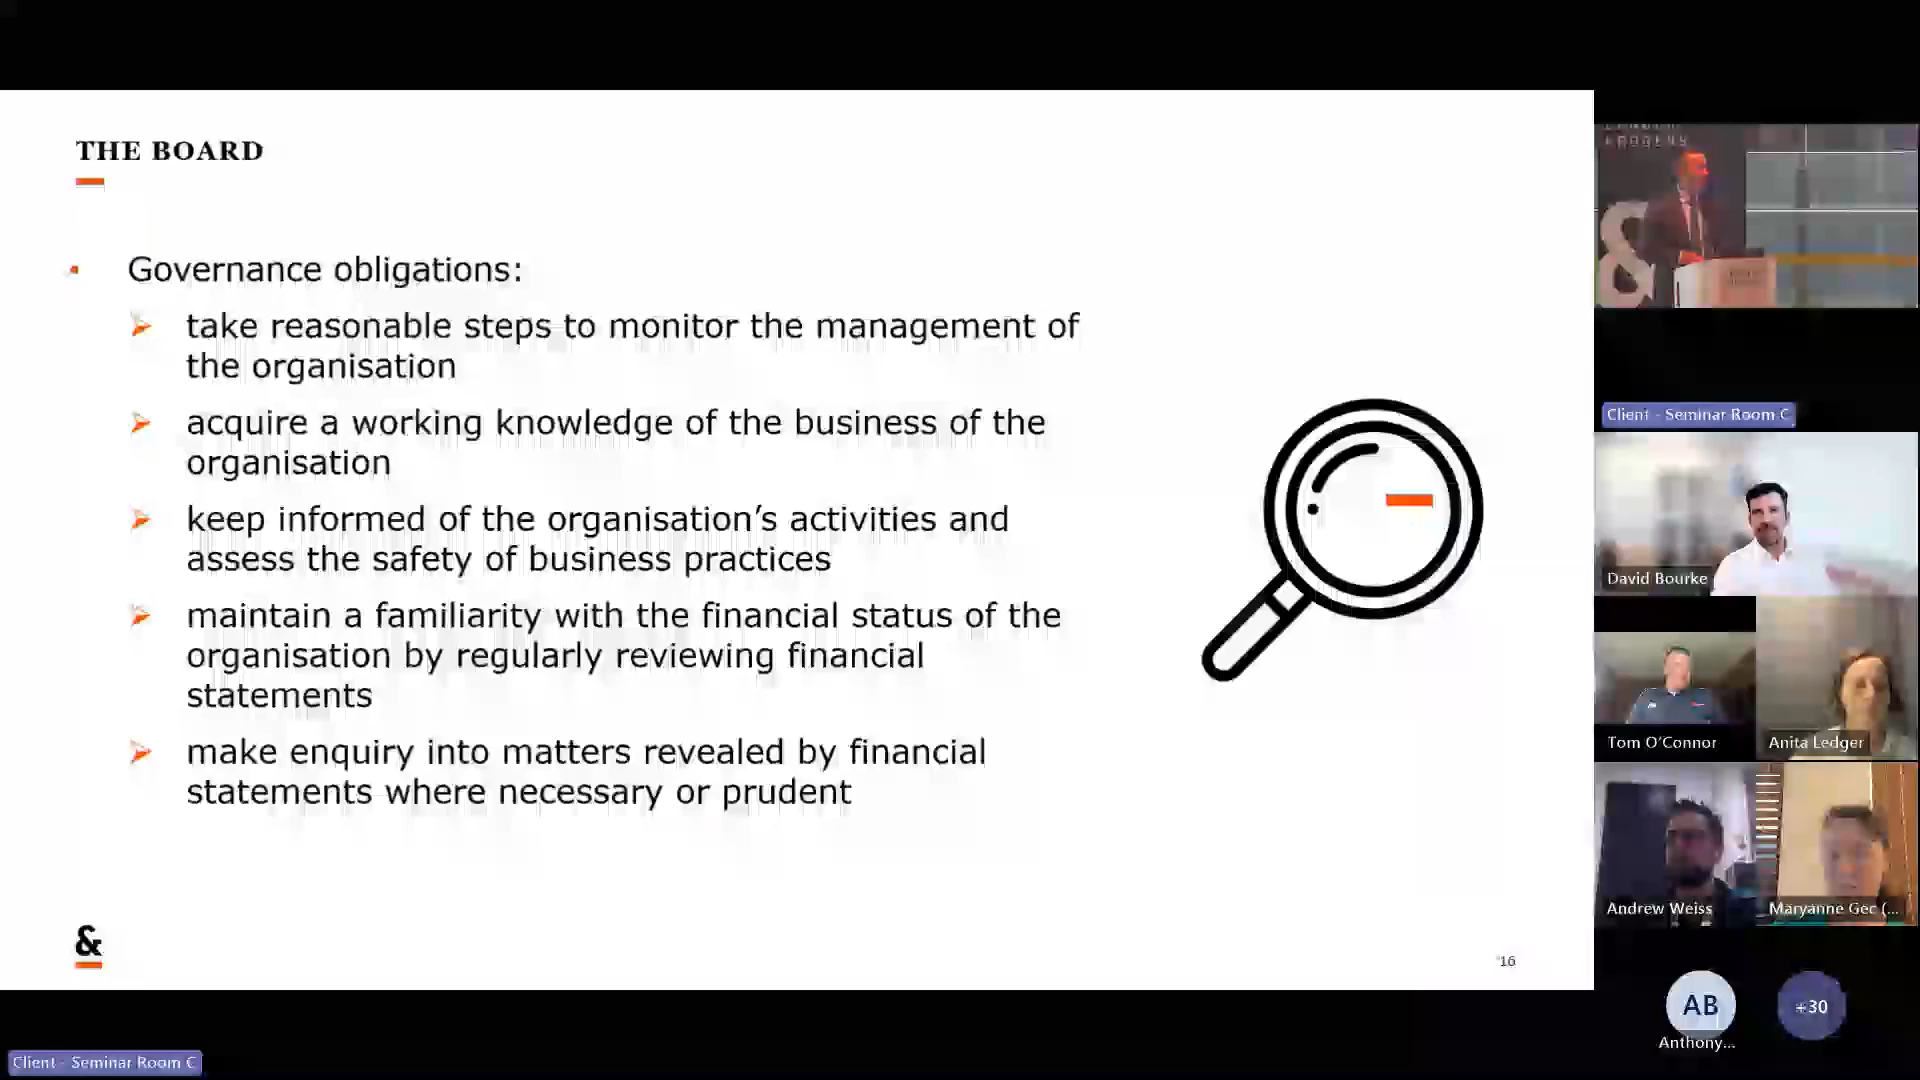 THE BOARD
Governance obligations:
take reasonable steps to monitor the management of
the organisation
acquire a working knowledge of the business of the
organisation
keep informed of the organisation’s activities and
assess the safety of business practices
maintain a familiarity with the financial status of the
organisation by regularly reviewing financial
statements
make enquiry into matters revealed by financial
statements where necessary or prudent
&
16
&
Client - Seminar Room C
David Bourke
Tom O’Connor
Anita Ledger
Andrew Weiss
Maryanne Gec (...
AB
+30
Anthony...
Client - Seminar Room C